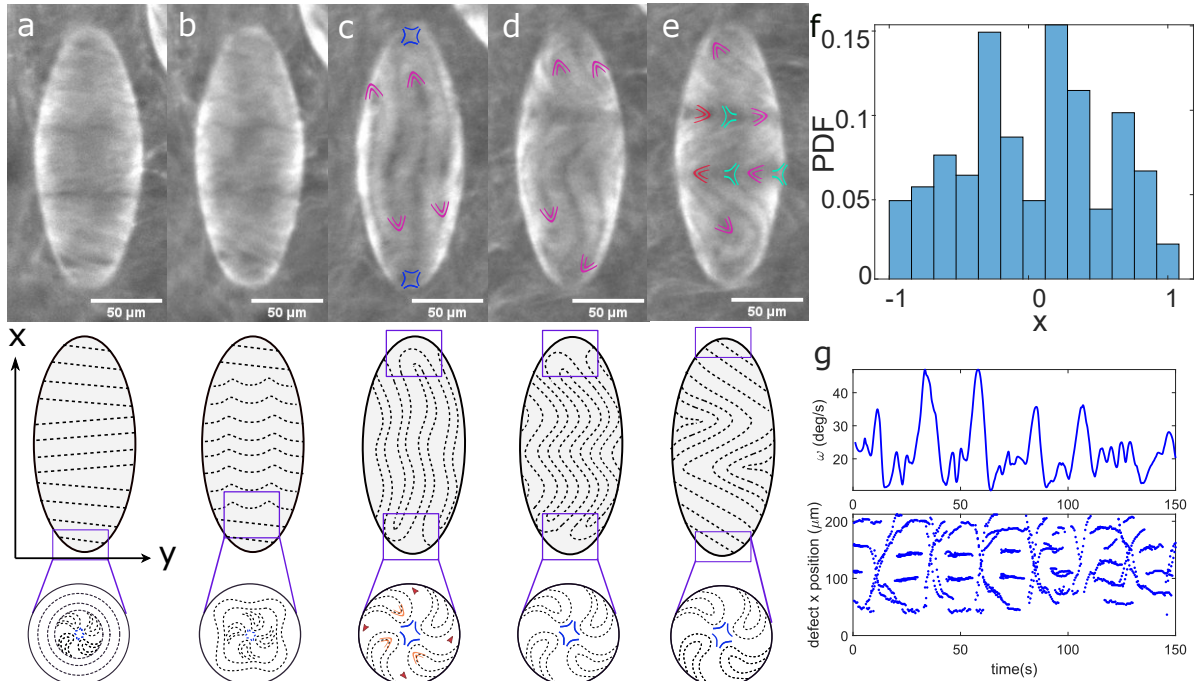 a
b
c
d
e
50 µm
50 µm
50 µm
50 µm
50 µm
f
PDF
0.15
0.1
0.05
0
-1
0
1
x
x
y
g
ω (deg/s)
40
30
20
0
50
100
150
defect x position (µm)
200
100
0
0
50
100
150
time(s)